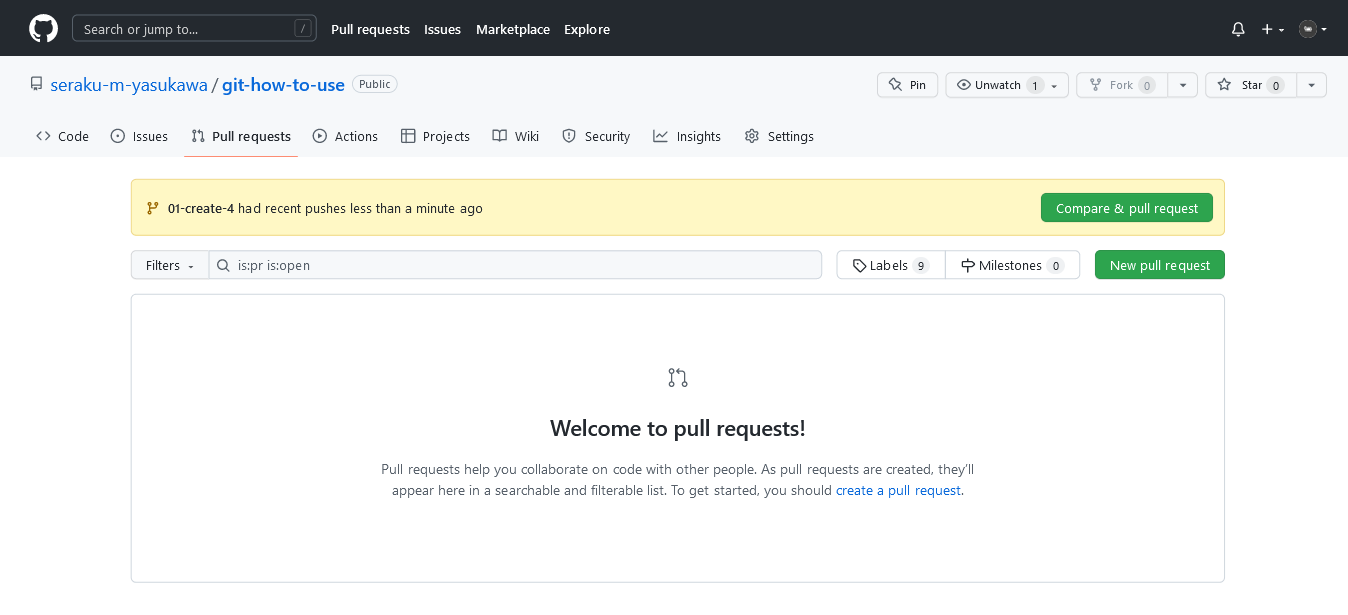 Search or jump to... / Pull requests Issues Marketplace Explore
seraku-m-yasukawa / git-how-to-use Public Pin Unwatch 1 Fork 0 Star 0
Code Issues Pull requests Actions Projects Wiki Security Insights Settings
01-create-4 had recent pushes less than a minute ago Compare & pull request
Filters is:pr is:open Labels 9 Milestones 0 New pull request
Welcome to pull requests!
Pull requests help you collaborate on code with other people. As pull requests are created, they'll
appear here in a searchable and filterable list. To get started, you should create a pull request.